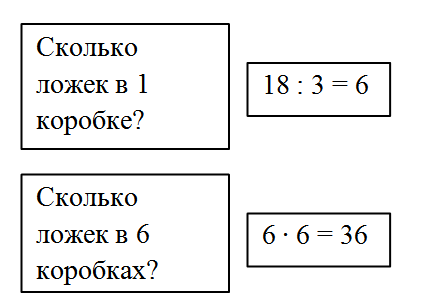 Сколько
ложек в 1
коробке?
18 : 3 = 6
Сколько
ложек в 6
коробках?
6 · 6 = 36